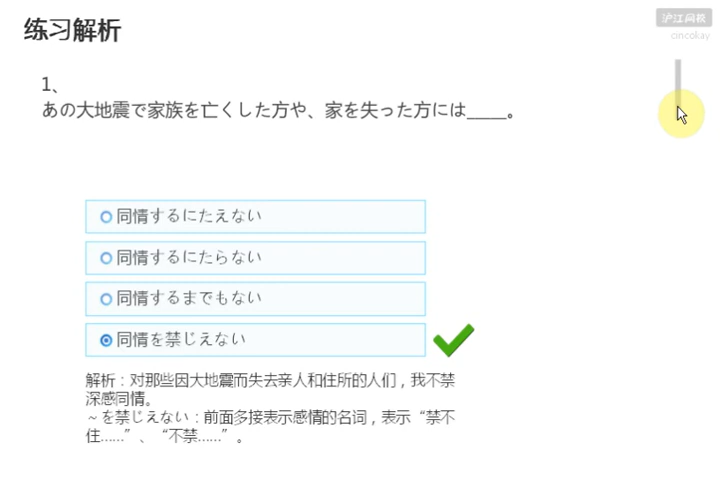 练习解析
沪江网校
cincokay
1、
あの大地震で家族を亡くした方や、家を失った方には____。
同情するにたえない
同情するにたらない
同情するまでもない
同情を禁じえない
解析：对那些因大地震而失去亲人和住所的人们，我不禁
深感同情。
～を禁じえない：前面多接表示感情的名词，表示“禁不
住……”、“不禁……”。